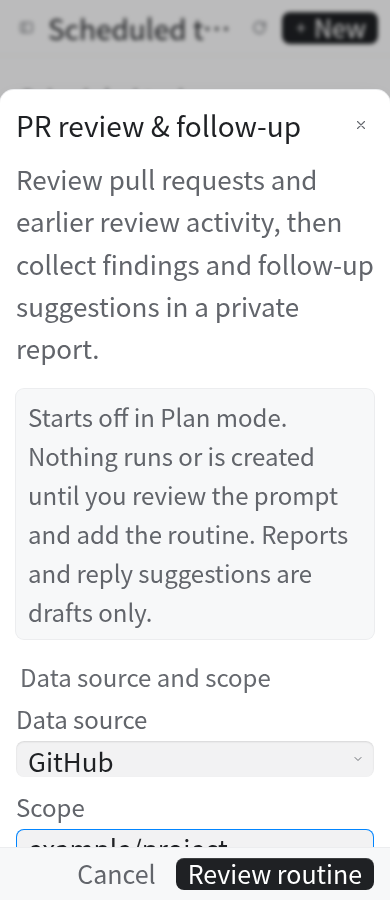 Scheduled t···
+ New
PR review & follow-up
Review pull requests and
earlier review activity, then
collect findings and follow-up
suggestions in a private
report.
Starts off in Plan mode.
Nothing runs or is created
until you review the prompt
and add the routine. Reports
and reply suggestions are
drafts only.
Data source and scope
Data source
GitHub
Scope
example/project
Cancel
Review routine